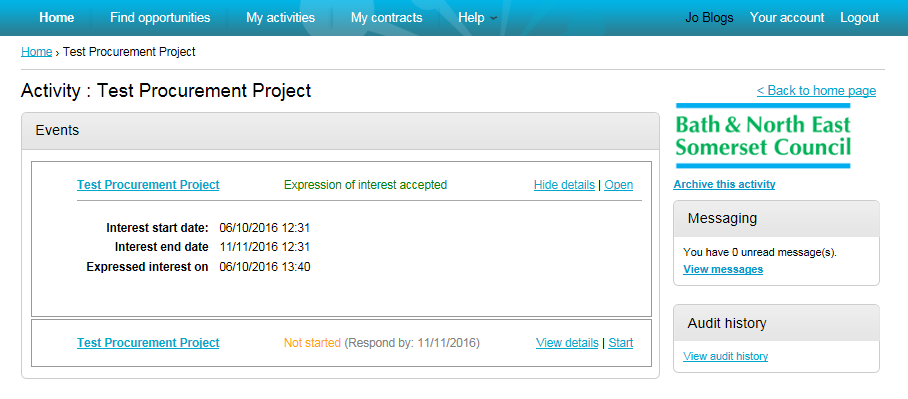 Home Find opportunities My activities My contracts Help Jo Blogs Your account Logout
Home › Test Procurement Project
Activity : Test Procurement Project
< Back to home page
Events
Bath & North East
Somerset Council
Test Procurement Project Expression of interest accepted Hide details | Open
Archive this activity
Interest start date: 06/10/2016 12:31
Interest end date 11/11/2016 12:31
Expressed interest on 06/10/2016 13:40
Messaging
You have 0 unread message(s).
View messages
Test Procurement Project Not started (Respond by: 11/11/2016) View details | Start
Audit history
View audit history